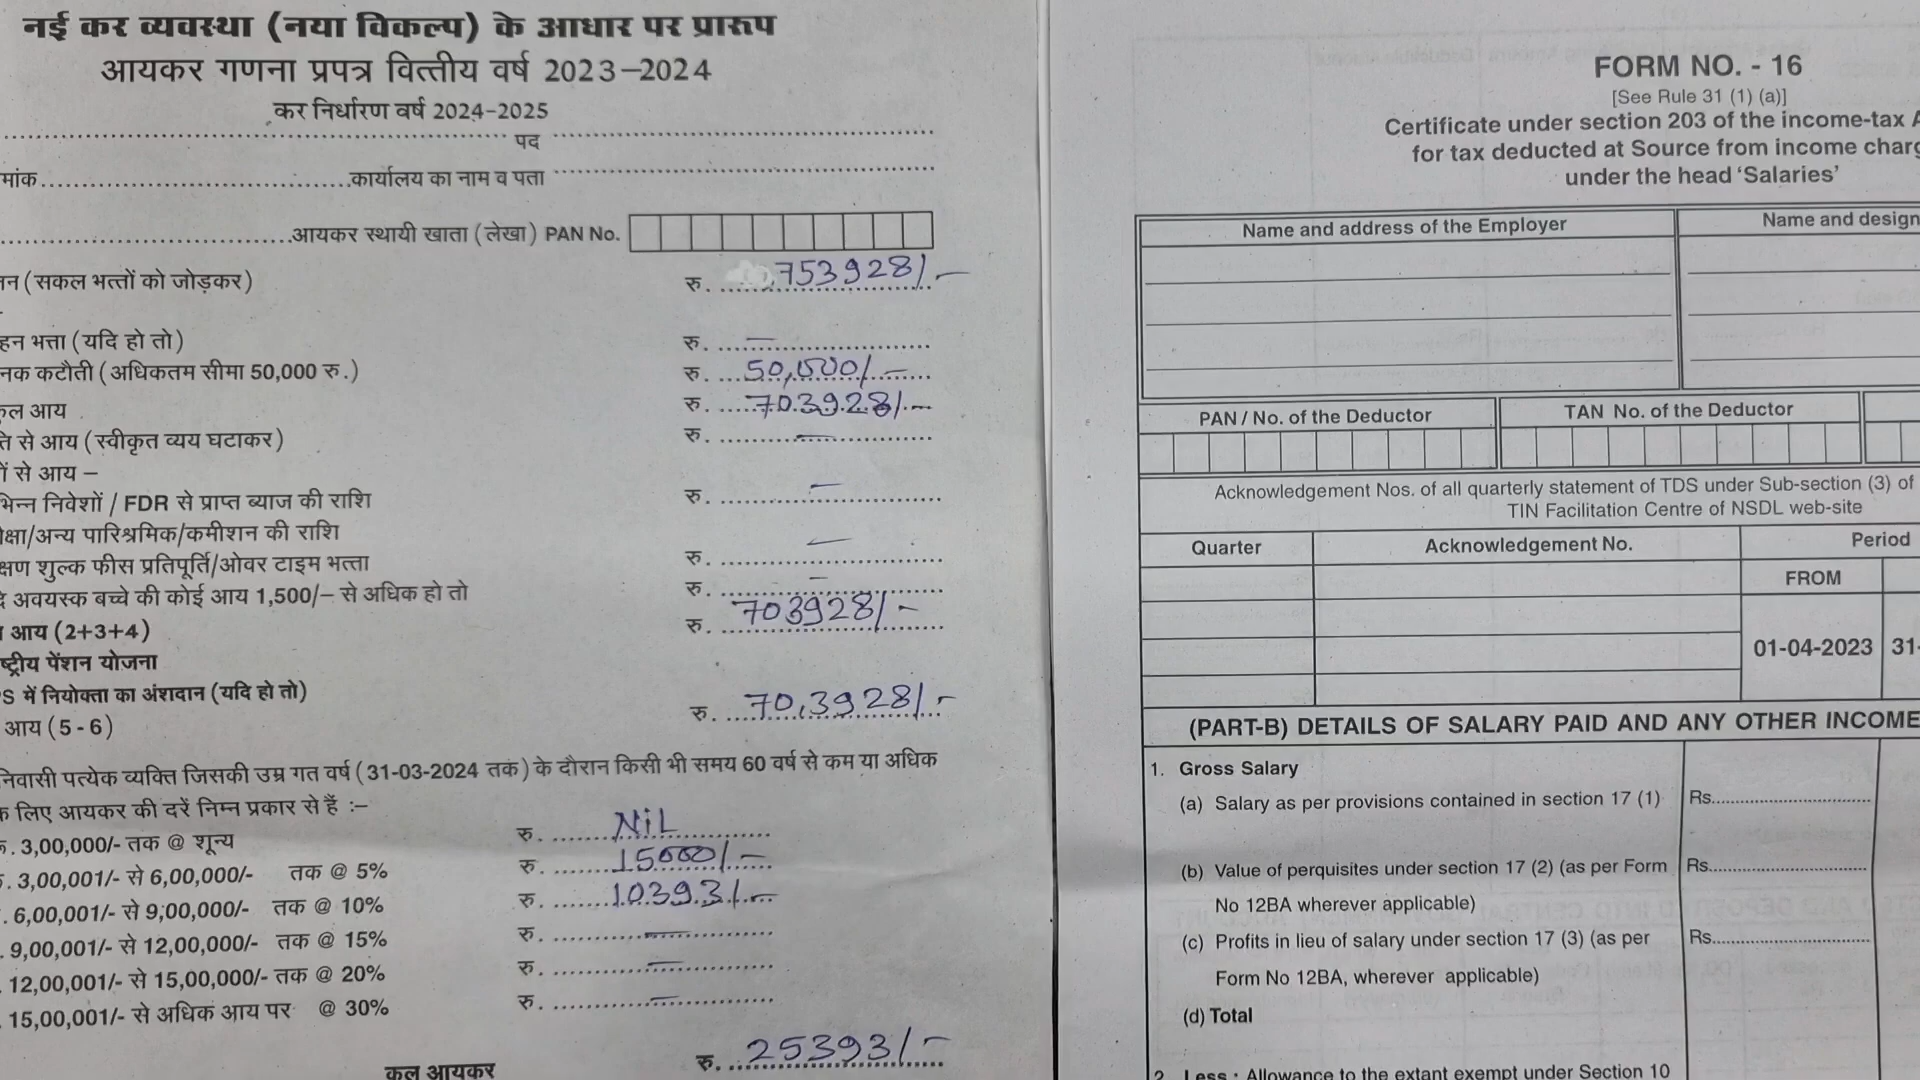 नई कर व्यवस्था (नया विकल्प) के आधार पर प्रारूप
आयकर गणना प्रपत्र वित्तीय वर्ष 2023–2024
कर निर्धारण वर्ष 2024-2025
पद
कार्यालय का नाम व पता
आयकर स्थायी खाता (लेखा) PAN No.
(सकल भत्तों को जोड़कर) रु. 753928/-
भत्ता (यदि हो तो) रु. —
कटौती (अधिकतम सीमा 50,000 रु.) रु. 50,000/-
आय रु. 703928/-
से आय (स्वीकृत व्यय घटाकर) रु. —
से आय –
निवेशों / FDR से प्राप्त ब्याज की राशि रु. —
/अन्य पारिश्रमिक/कमीशन की राशि
शुल्क फीस प्रतिपूर्ति/ओवर टाइम भत्ता रु. —
अवयस्क बच्चे की कोई आय 1,500/– से अधिक हो तो रु. —
आय (2+3+4) रु. 703928/-
पेंशन योजना
में नियोक्ता का अंशदान (यदि हो तो)
आय (5 - 6) रु. 70,3928/-
पत्येक व्यक्ति जिसकी उम्र गत वर्ष (31-03-2024 तक) के दौरान किसी भी समय 60 वर्ष से कम या अधिक
लिए आयकर की दरें निम्न प्रकार से हैं :–
3,00,000/- तक @ शून्य रु. NiL
3,00,001/- से 6,00,000/- तक @ 5% रु. 15000/-
6,00,001/- से 9,00,000/- तक @ 10% रु. 10393/-
9,00,001/- से 12,00,000/- तक @ 15% रु. —
12,00,001/- से 15,00,000/- तक @ 20% रु. —
15,00,001/- से अधिक आय पर @ 30% रु. —
कुल आयकर रु. 25393/-
FORM NO. - 16
[See Rule 31 (1) (a)]
Certificate under section 203 of the income-tax
for tax deducted at Source from income
under the head ‘Salaries’
Name and address of the Employer
Name and
PAN / No. of the Deductor
TAN No. of the Deductor
Acknowledgement Nos. of all quarterly statement of TDS under Sub-section (3) of
TIN Facilitation Centre of NSDL web-site
Quarter Acknowledgement No. Period
FROM
01-04-2023 31-
(PART-B) DETAILS OF SALARY PAID AND ANY OTHER INCOME
1. Gross Salary
(a) Salary as per provisions contained in section 17 (1) Rs.
(b) Value of perquisites under section 17 (2) (as per Form Rs.
No 12BA wherever applicable)
(c) Profits in lieu of salary under section 17 (3) (as per Rs.
Form No 12BA, wherever applicable)
(d) Total
2. Less : Allowance to the extent exempt under Section 10